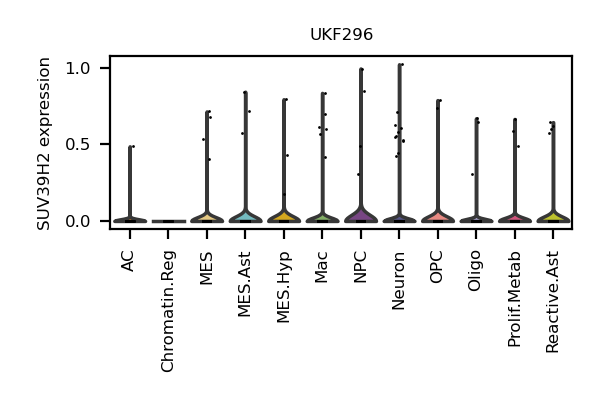 UKF296
SUV39H2 expression
1.0
0.5
0.0
AC
Chromatin.Reg
MES
MES.Ast
MES.Hyp
Mac
NPC
Neuron
OPC
Oligo
Prolif.Metab
Reactive.Ast